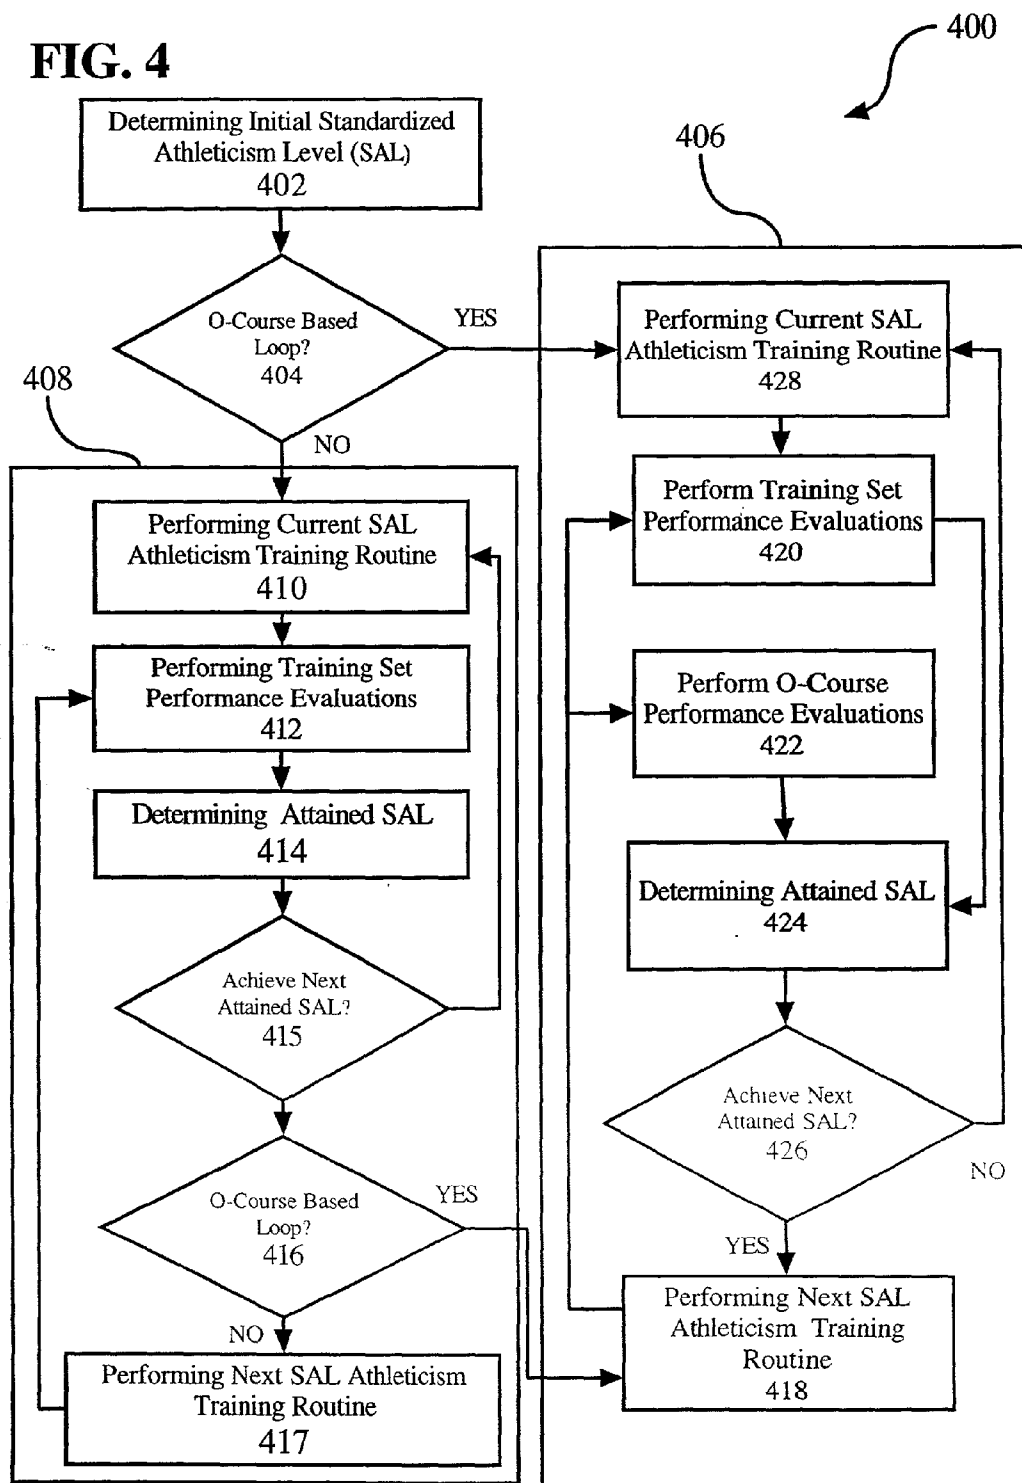 FIG. 4
400
Determining Initial Standardized
Athleticism Level (SAL)
402
406
O-Course Based
Loop?
404
YES
NO
408
Performing Current SAL
Athleticism Training Routine
410
Performing Training Set
Performance Evaluations
412
Determining Attained SAL
414
Achieve Next
Attained SAL?
415
O-Course Based
Loop?
416
YES
NO
Performing Next SAL Athleticism
Training Routine
417
Performing Current SAL
Athleticism Training Routine
428
Perform Training Set
Performance Evaluations
420
Perform O-Course
Performance Evaluations
422
Determining Attained SAL
424
Achieve Next
Attained SAL?
426
NO
YES
Performing Next SAL
Athleticism Training
Routine
418